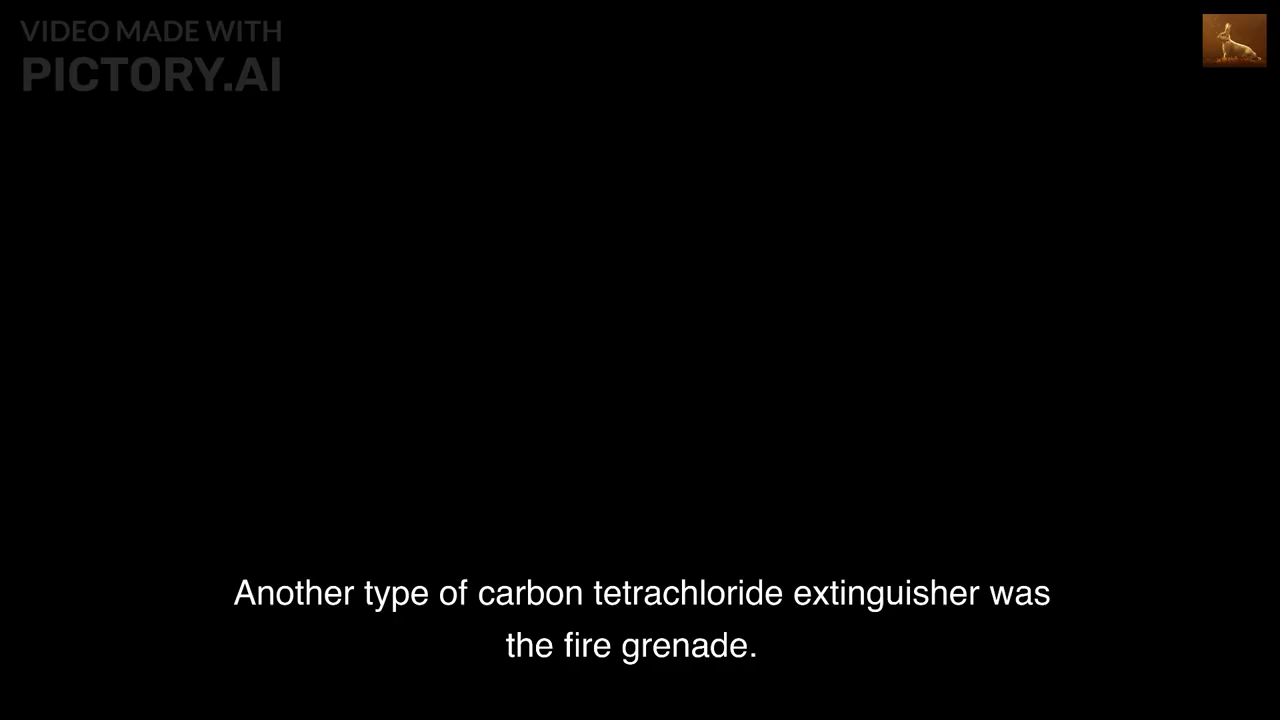 VIDEO MADE WITH
PICTORY.AI
Another type of carbon tetrachloride extinguisher was
the fire grenade.